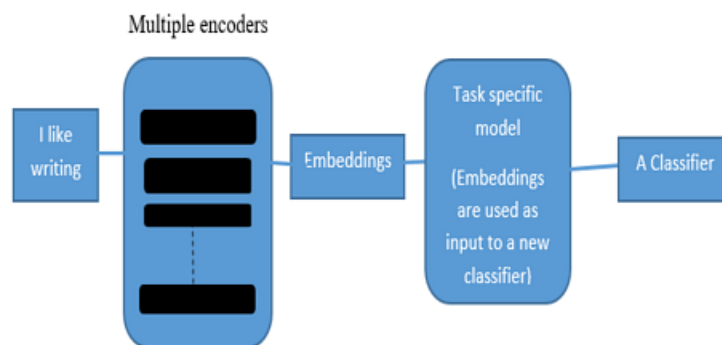 Multiple encoders
I like
writing
Embeddings
Task specific
model
(Embeddings
are used as
input to a new
classifier)
A Classifier